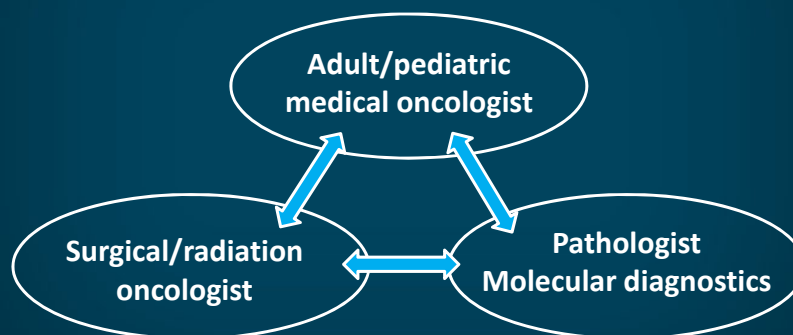 Adult/pediatric
medical oncologist
Surgical/radiation
oncologist
Pathologist
Molecular diagnostics